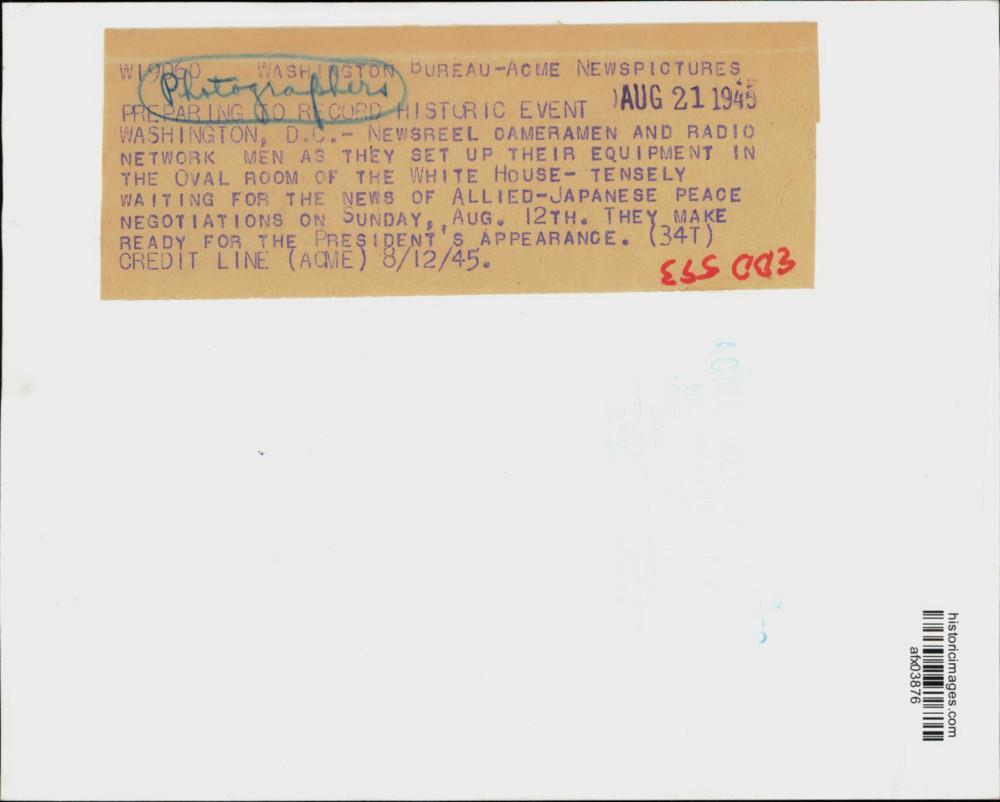 W19060 WASHINGTON BUREAU-ACME NEWSPICTURES
Photographers
PREPARING TO RECORD HISTORIC EVENT
AUG 21 1945
WASHINGTON, D.C.- NEWSREEL CAMERAMEN AND RADIO
NETWORK MEN AS THEY SET UP THEIR EQUIPMENT IN
THE OVAL ROOM OF THE WHITE HOUSE- TENSELY
WAITING FOR THE NEWS OF ALLIED-JAPANESE PEACE
NEGOTIATIONS ON SUNDAY, AUG. 12TH. THEY MAKE
READY FOR THE PRESIDENT'S APPEARANCE. (34T)
CREDIT LINE (ACME) 8/12/45.
historicimages.com
afx03876